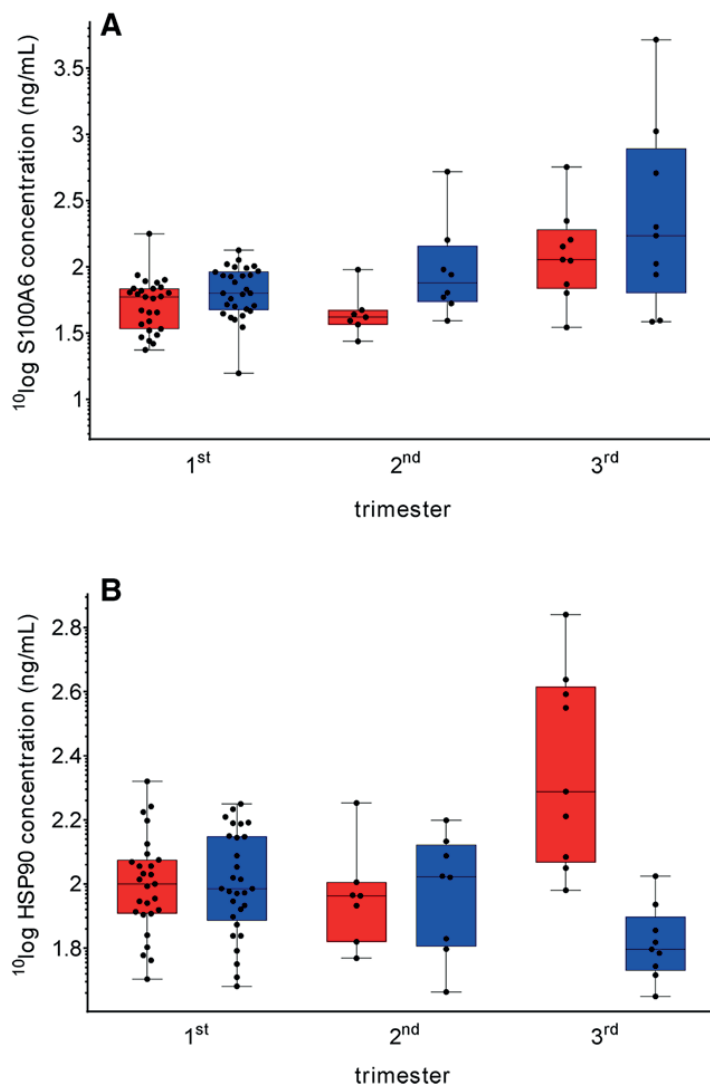 A
¹⁰log S100A6 concentration (ng/mL)
3.5
3
2.5
2
1.5
1
1ˢᵗ 2ⁿᵈ 3ʳᵈ
trimester
B
¹⁰log HSP90 concentration (ng/mL)
2.8
2.6
2.4
2.2
2
1.8
1ˢᵗ 2ⁿᵈ 3ʳᵈ
trimester